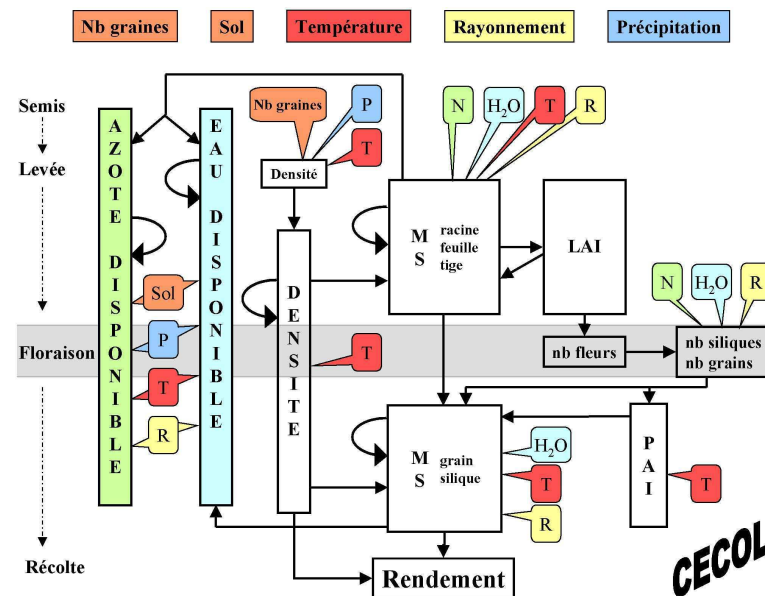 Nb graines
Sol
Température
Rayonnement
Précipitation
Semis
Levée
Floraison
Récolte
AZOTE DISPONIBLE
EAU DISPONIBLE
Nb graines
P
T
Densité
N
H₂O
T
R
MS
racine
feuille
tige
LAI
DENSITE
Sol
P
T
R
T
N
H₂O
R
nb fleurs
nb siliques
nb grains
MS
grain
silique
H₂O
T
R
PAI
T
Rendement
CECOL